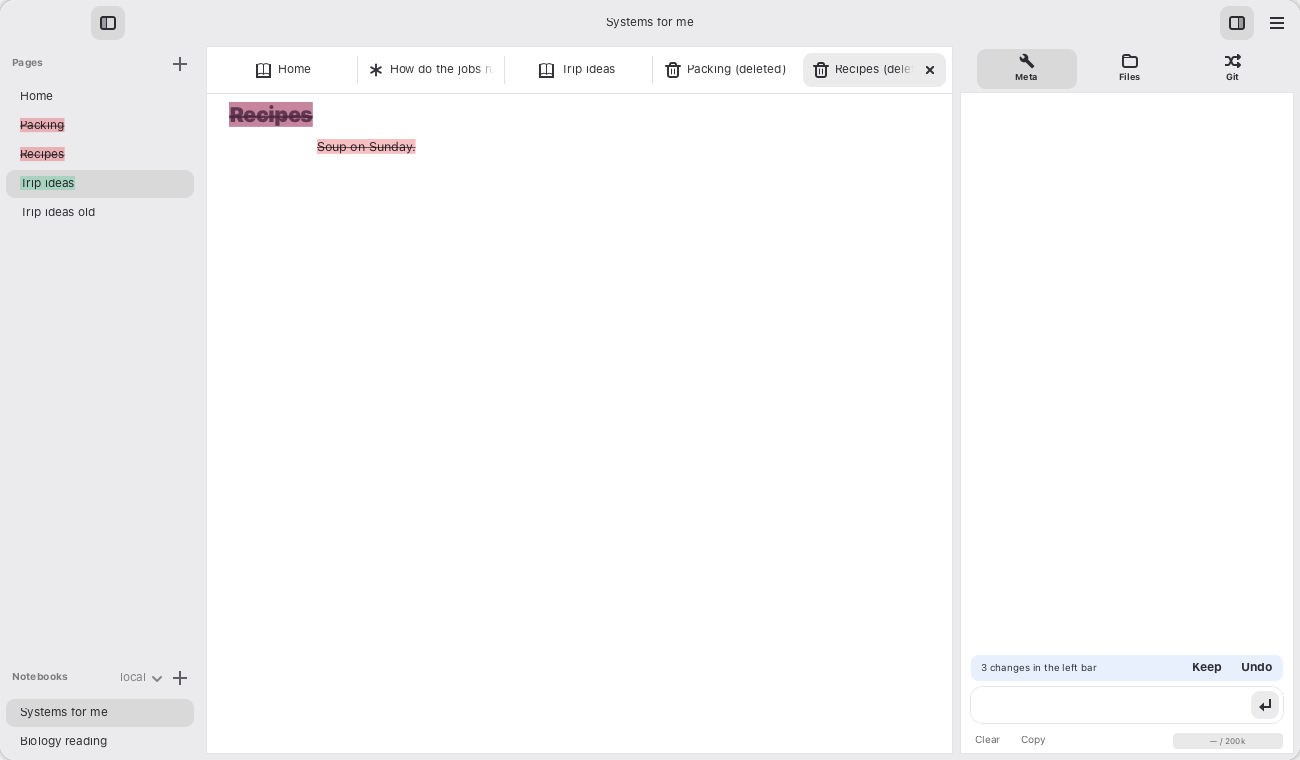 Systems for me
Pages
Home
Packing
Recipes
Trip ideas
Trip ideas old
Notebooks
local
Systems for me
Biology reading
Home
How do the jobs
Trip ideas
Packing (deleted)
Recipes (dele
Recipes
Soup on Sunday.
Meta
Files
Git
3 changes in the left bar
Keep
Undo
Clear
Copy
— / 200k